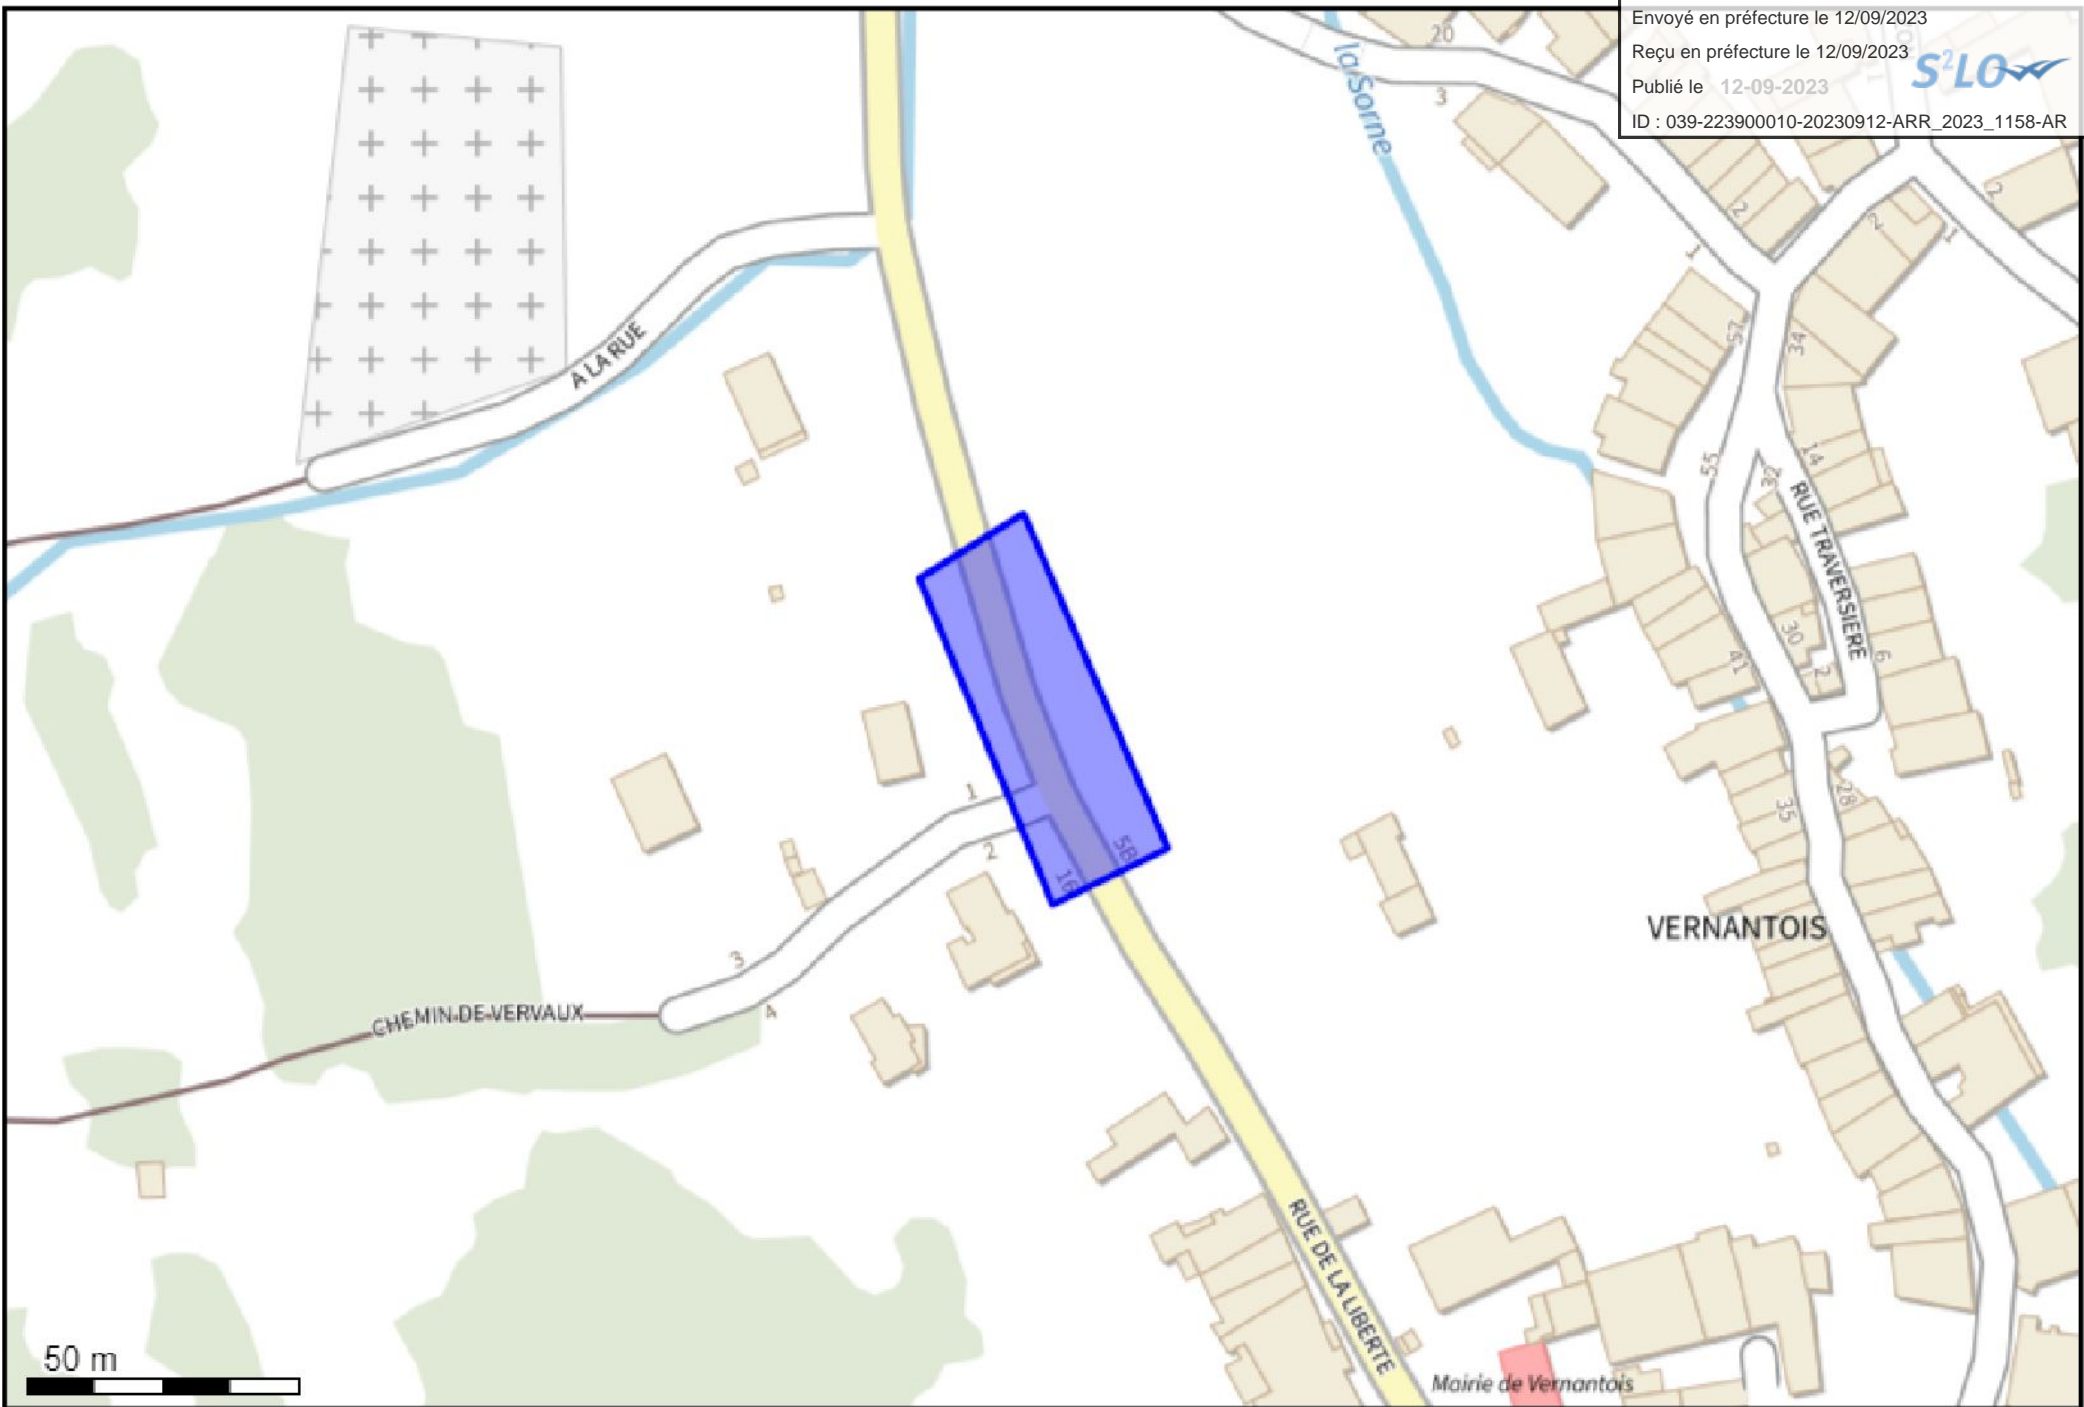 Envoyé en préfecture le 12/09/2023
Reçu en préfecture le 12/09/2023
Publié le 12-09-2023
S²LO
ID : 039-223900010-20230912-ARR_2023_1158-AR
20
la Sorne
3
2
2
2
1
1
A LA RUE
57
34
55
32
14
RUE TRAVERSIERE
30
2
6
41
1
2
58
16
35
28
3
4
VERNANTOIS
CHEMIN-DE-VERVAUX
RUE DE LA LIBERTE
50 m
Mairie de Vernantois